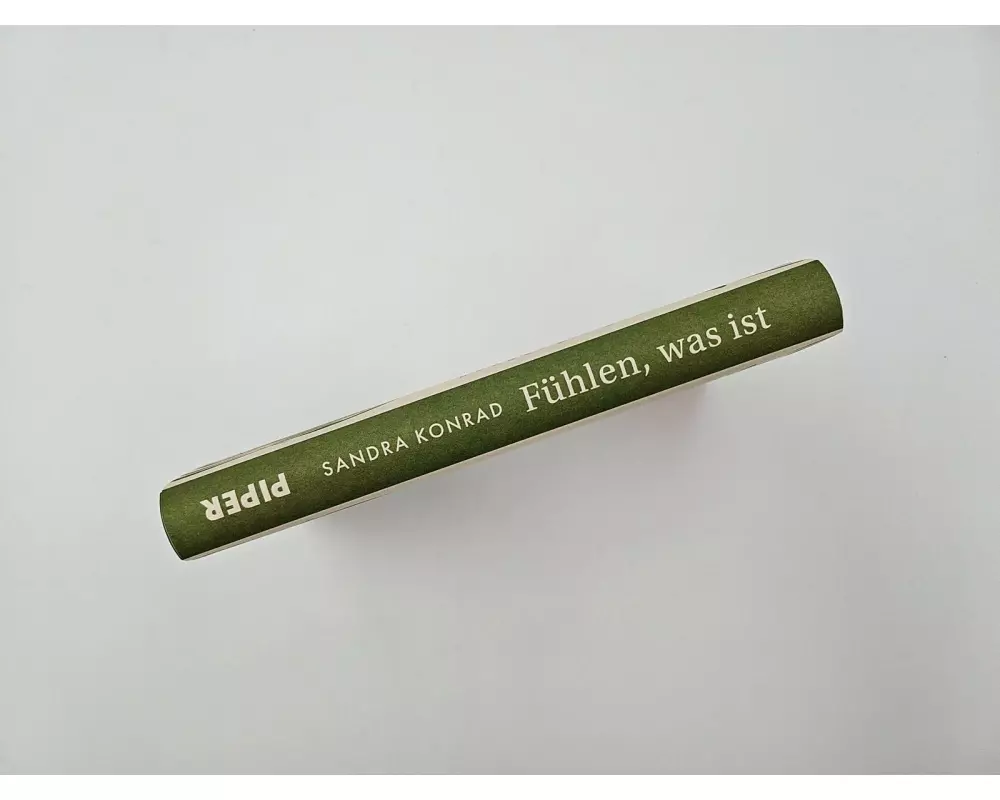 PIPER
SANDRA KONRAD
Fühlen, was ist